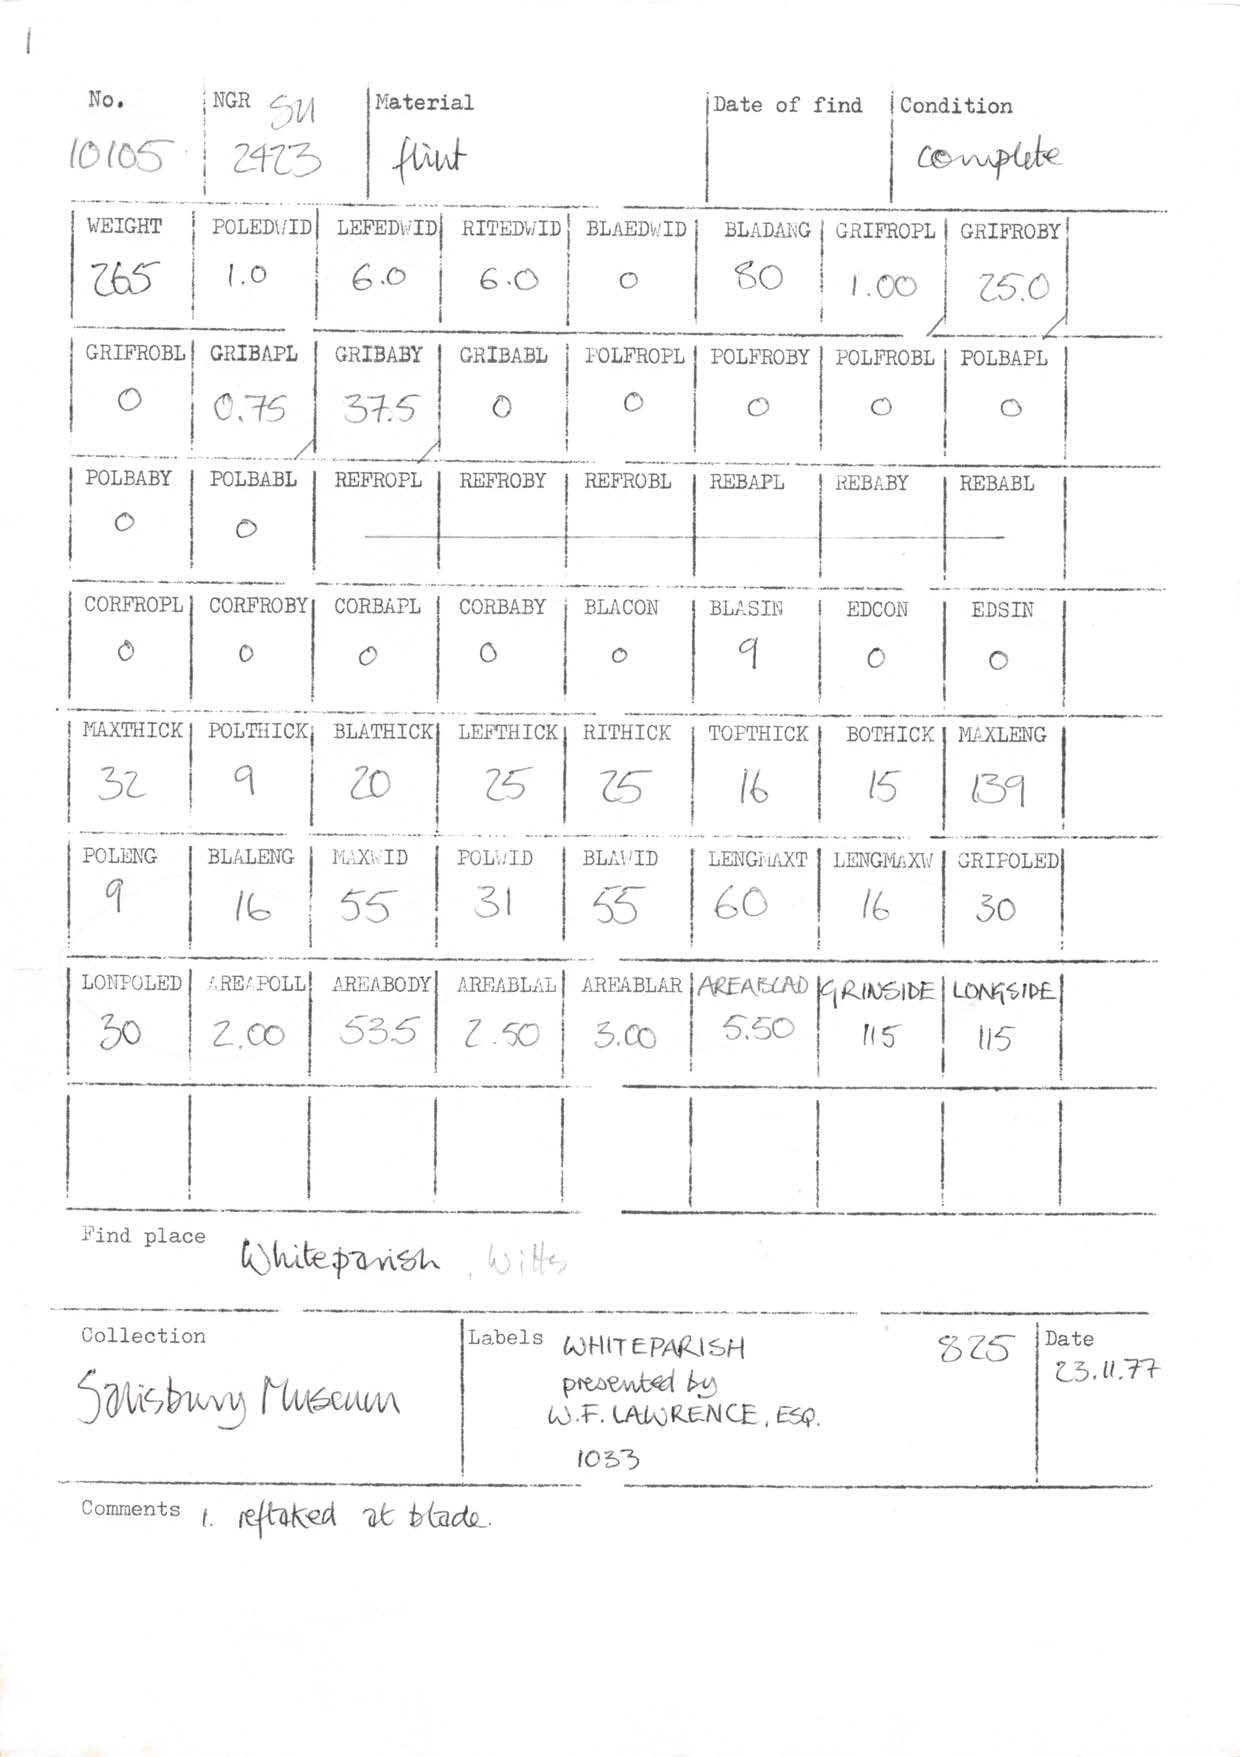 1
No. NGR SU Material Date of find Condition
10105 2423 flint complete
WEIGHT POLEDWID LEFEDWID RITEDWID BLAEDWID BLADANG GRIFROPL GRIFROBY
265 1.0 6.0 6.0 0 80 1.00 25.0
GRIFROBL GRIBAPL GRIBABY GRIBABL POLFROPL POLFROBY POLFROBL POLBAPL
0 0.75 37.5 0 0 0 0 0
POLBABY POLBABL REFROPL REFROBY REFROBL REBAPL REBABY REBABL
0 0
CORFROPL CORFROBY CORBAPL CORBABY BLACON BLASIN EDCON EDSIN
0 0 0 0 0 9 0 0
MAXTHICK POLTHICK BLATHICK LEFTHICK RITHICK TOPTHICK BOTHICK MAXLENG
32 9 20 25 25 16 15 139
POLENG BLALENG MAXWID POLWID BLAWID LENGMAXT LENGMAXW GRIPOLED
9 16 55 31 55 60 16 30
LONPOLED AREAPOLL AREABODY AREABLAL AREABLAR AREABLAD GRINSIDE LONGSIDE
30 2.00 53.5 2.50 3.00 5.50 115 115
Find place Whiteparish, Wilts
Collection Labels WHITEPARISH 825 Date
Salisbury Museum presented by 23.11.77
W.F. LAWRENCE, ESQ.
1033
Comments 1. reflaked at blade.